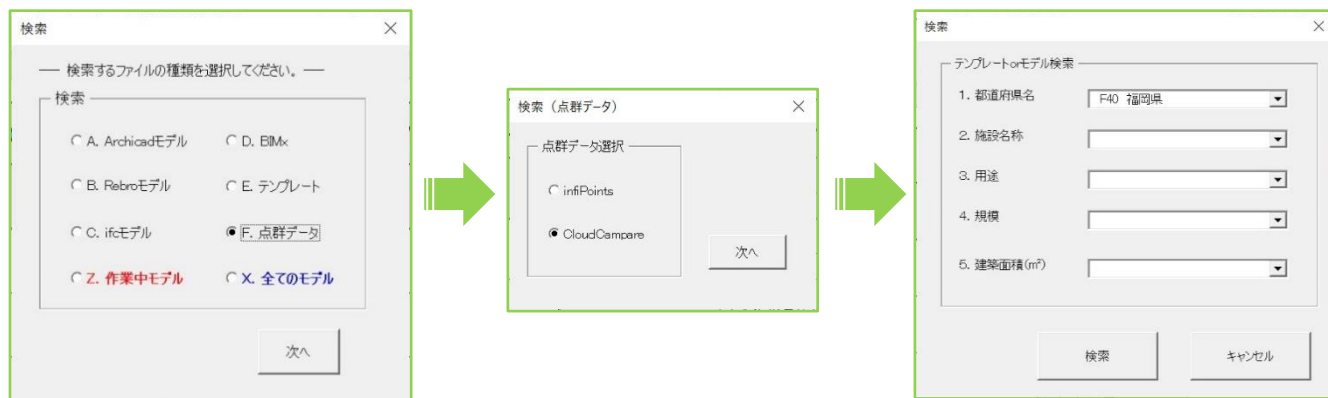 検索
― 検索するファイルの種類を選択してください。 ―
検索
A. Archicadモデル
D. BIMx
B. Rebroモデル
E. テンプレート
C. ifcモデル
F. 点群データ
Z. 作業中モデル
X. 全てのモデル
次へ
検索（点群データ）
点群データ選択
infiPoints
CloudCampare
次へ
検索
テンプレートorモデル検索
1. 都道府県名
F40 福岡県
2. 施設名称
3. 用途
4. 規模
5. 建築面積(m²)
検索
キャンセル